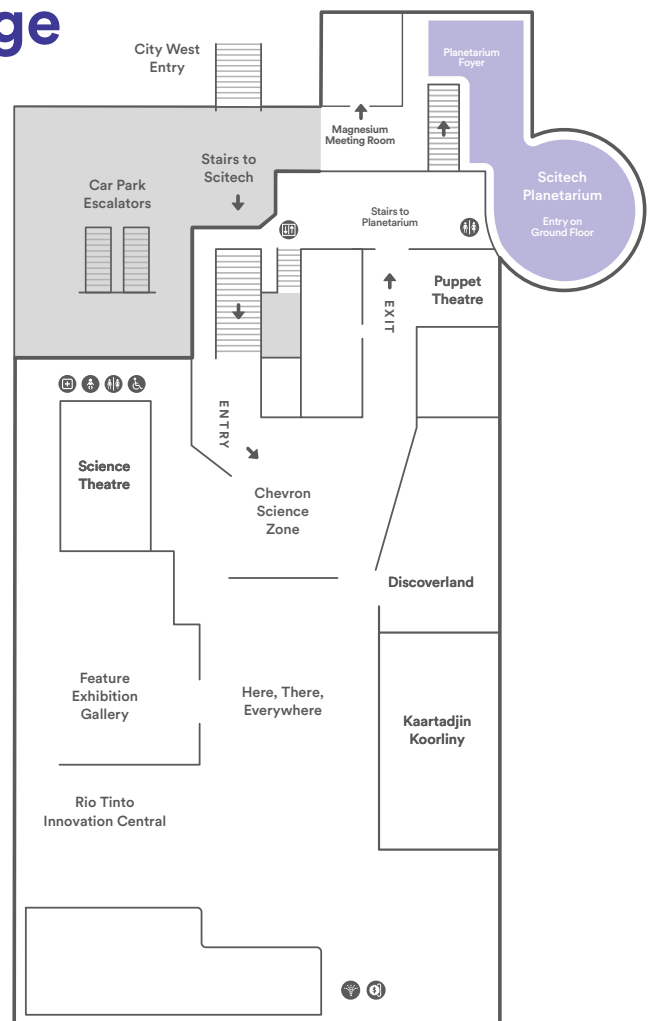 ge
City West
Entry
Planetarium
Foyer
Magnesium
Meeting Room
Stairs to
Scitech
Car Park
Escalators
Scitech
Planetarium
Entry on
Ground Floor
Stairs to
Planetarium
Puppet
Theatre
EXIT
ENTRY
Science
Theatre
Chevron
Science
Zone
Discoverland
Feature
Exhibition
Gallery
Here, There,
Everywhere
Kaartadjin
Koorliny
Rio Tinto
Innovation Central
$